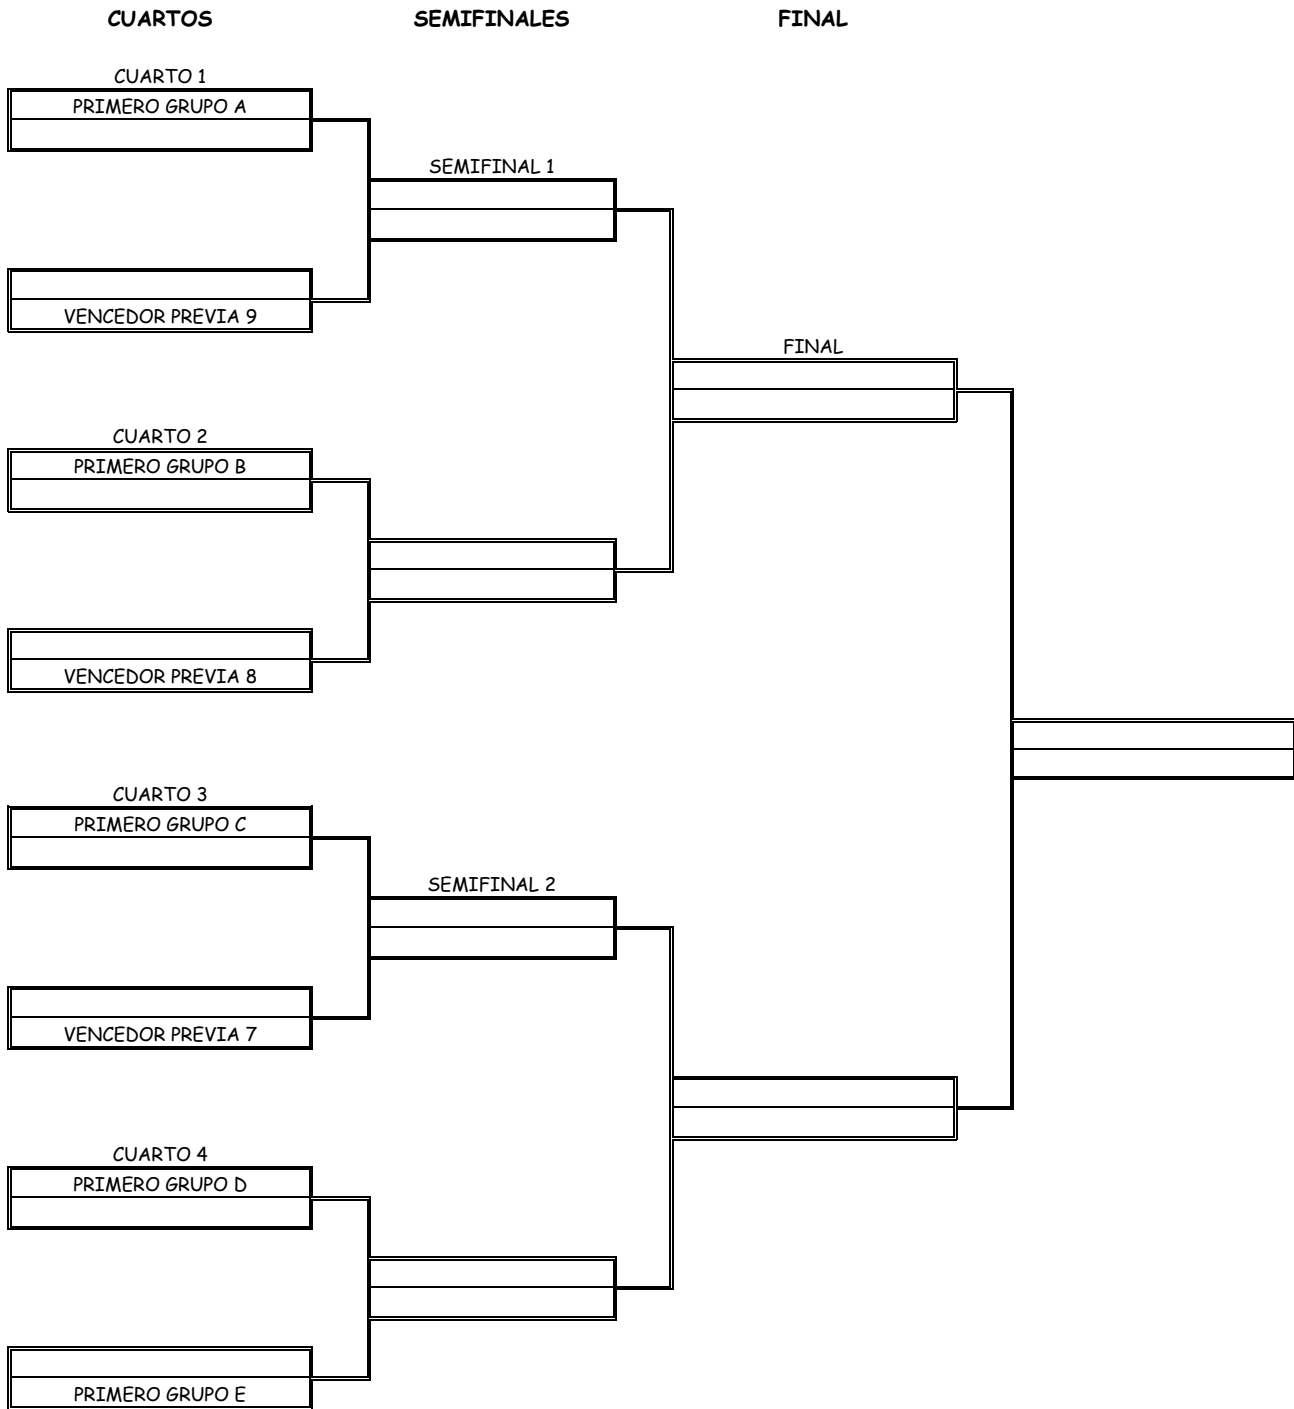 CUARTOS SEMIFINALES FINAL
CUARTO 1
PRIMERO GRUPO A
SEMIFINAL 1
VENCEDOR PREVIA 9
FINAL
CUARTO 2
PRIMERO GRUPO B
VENCEDOR PREVIA 8
CUARTO 3
PRIMERO GRUPO C
SEMIFINAL 2
VENCEDOR PREVIA 7
CUARTO 4
PRIMERO GRUPO D
PRIMERO GRUPO E